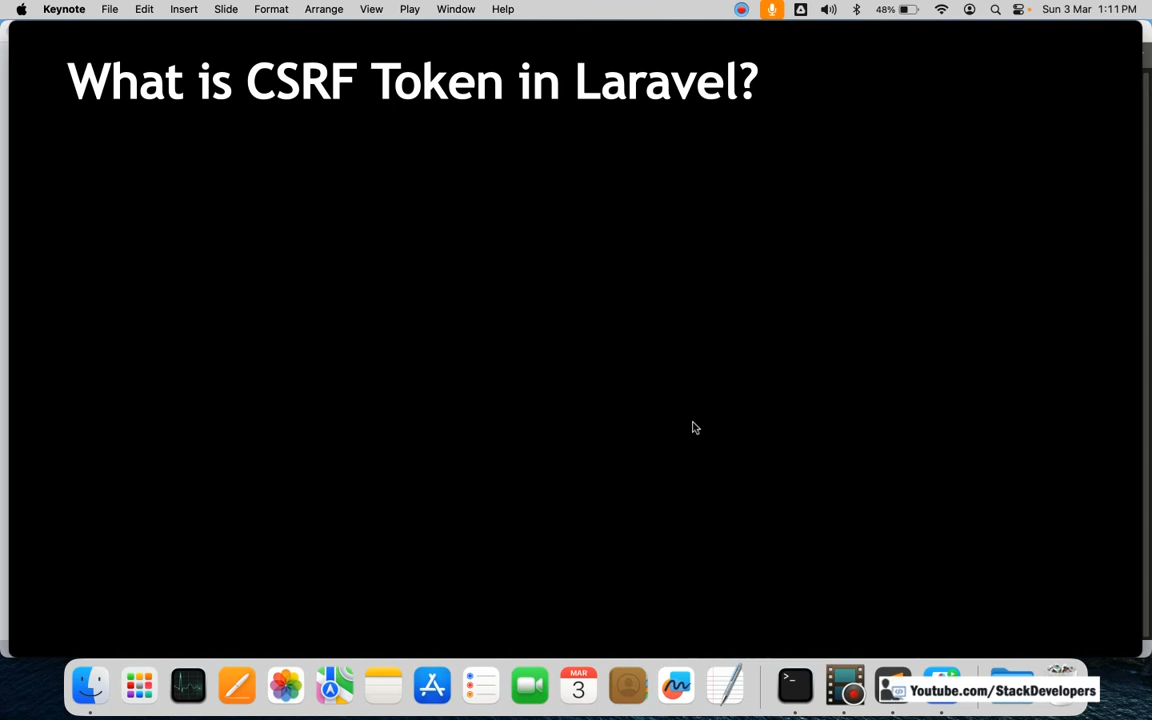 Keynote File Edit Insert Slide Format Arrange View Play Window Help 48% Sun 3 Mar 1:11 PM
What is CSRF Token in Laravel?
MAR
3
Youtube.com/StackDevelopers